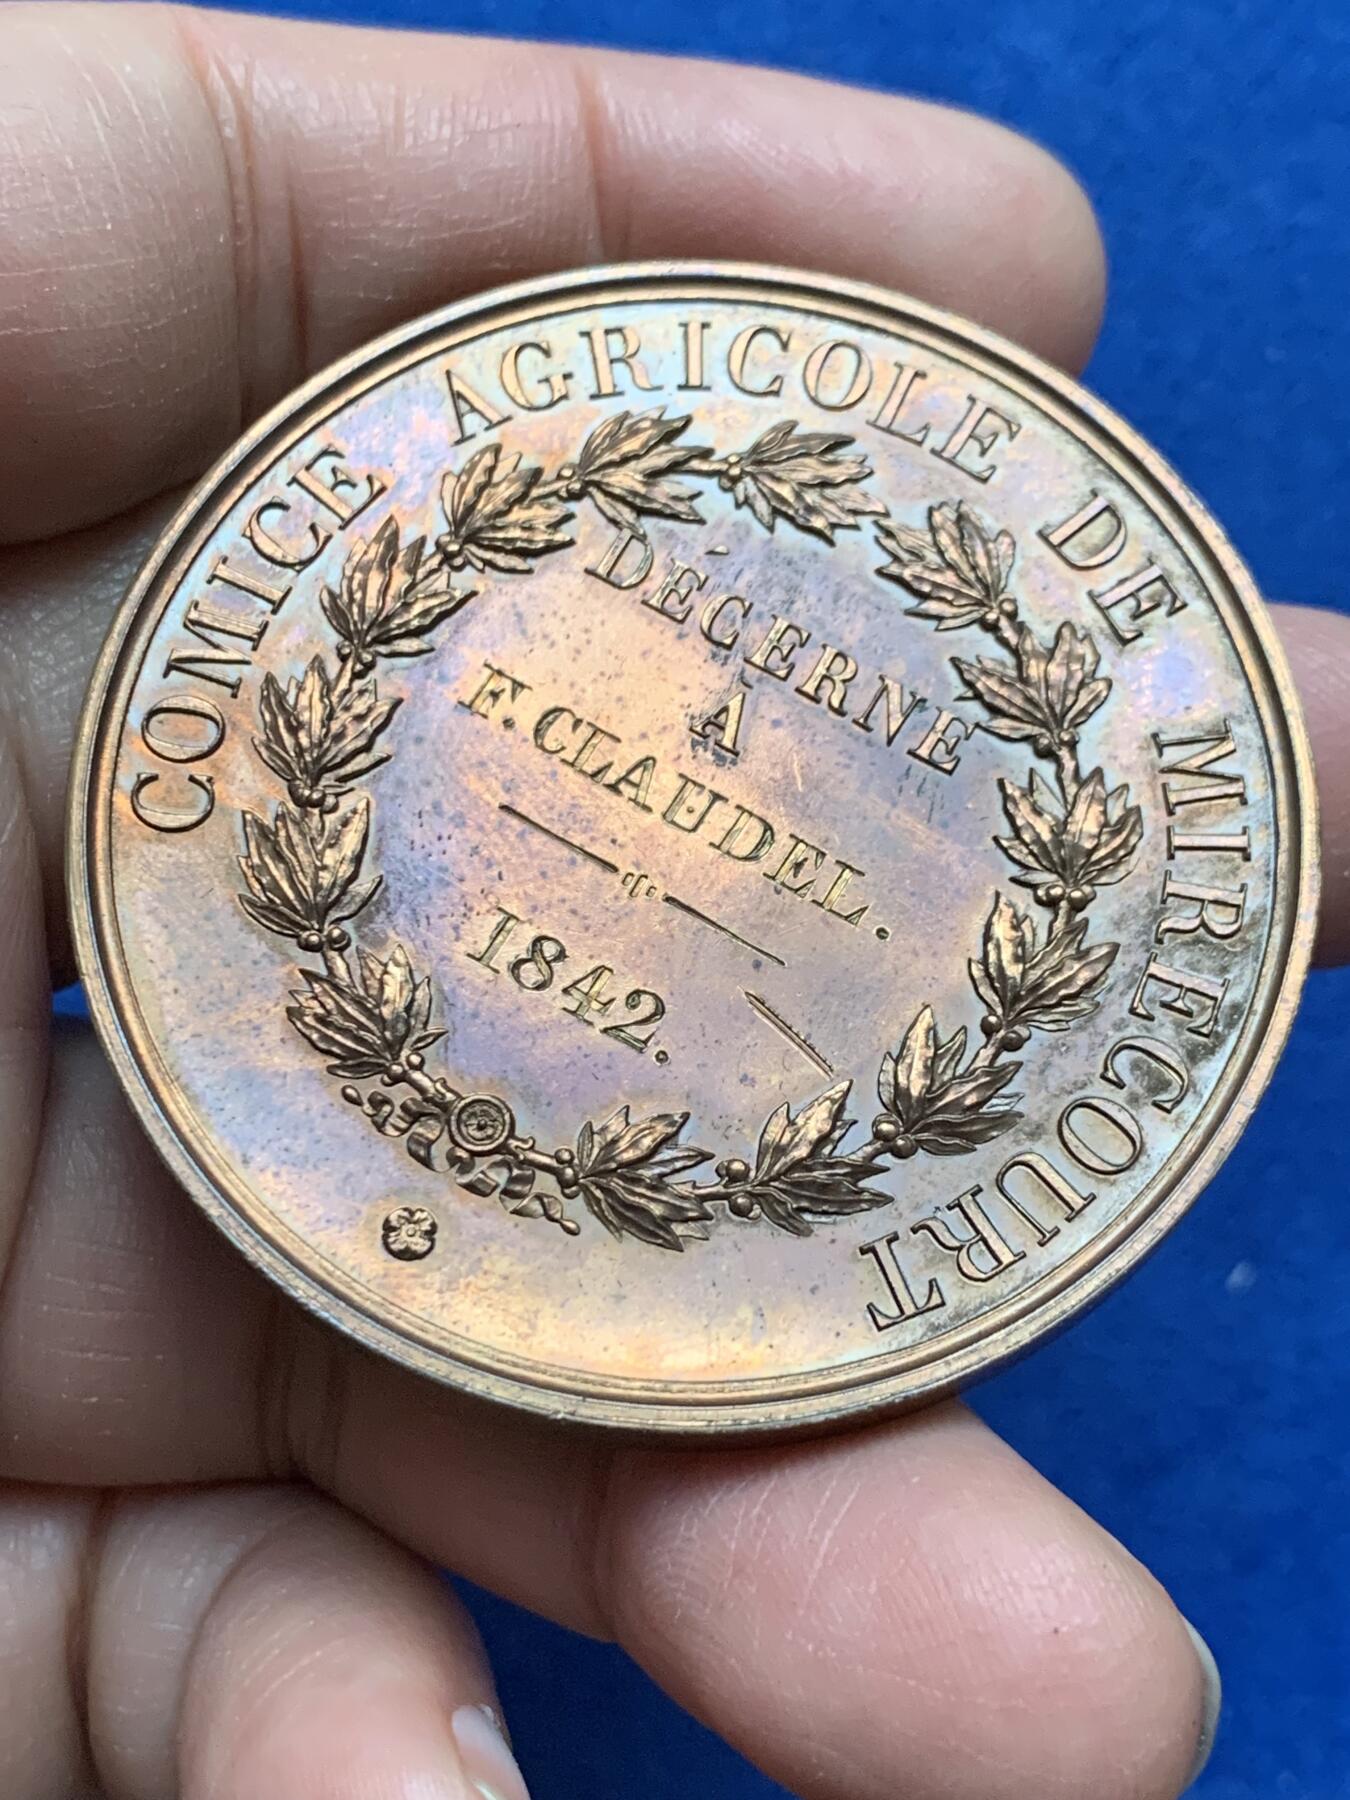 COMICE AGRICOLE DE MIRECOURT
DÉCERNÉ
À
F. CLAUDEL.
1842.